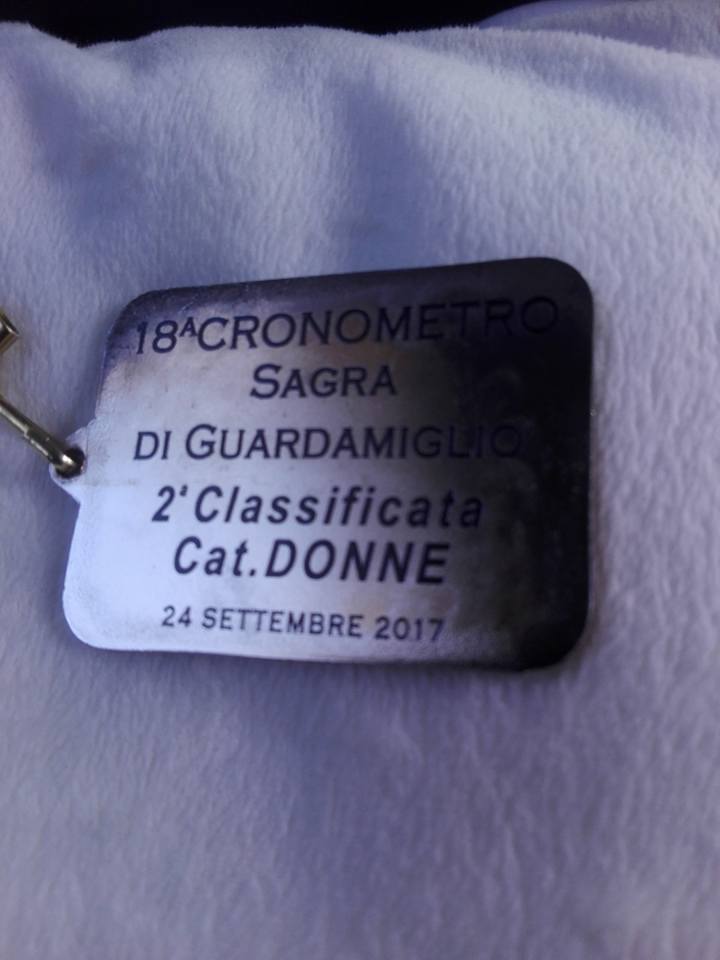 18ACRONOMETRO
SAGRA
DI GUARDAMIGLIO
2'Classificata
Cat.DONNE
24 SETTEMBRE 2017